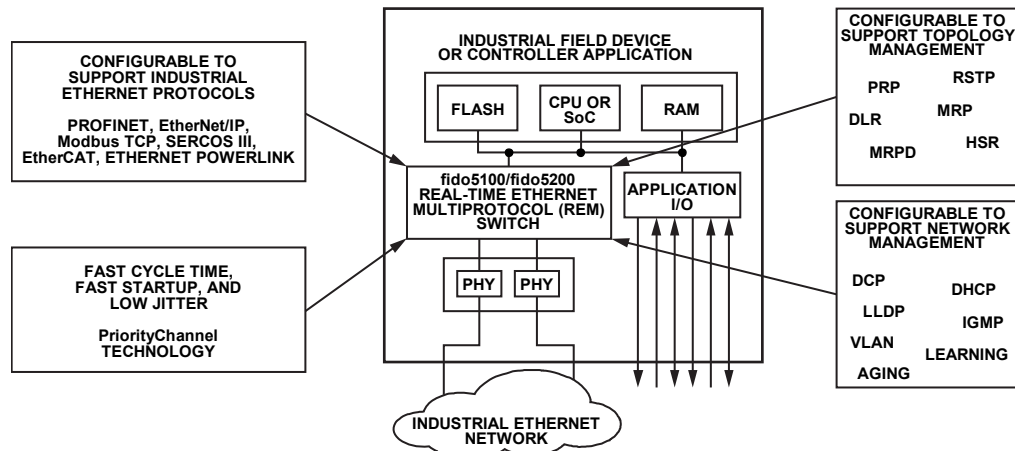 CONFIGURABLE TO
SUPPORT INDUSTRIAL
ETHERNET PROTOCOLS
PROFINET, EtherNet/IP,
Modbus TCP, SERCOS III,
EtherCAT, ETHERNET POWERLINK
FAST CYCLE TIME,
FAST STARTUP, AND
LOW JITTER
PriorityChannel
TECHNOLOGY
INDUSTRIAL FIELD DEVICE
OR CONTROLLER APPLICATION
FLASH
CPU OR
SoC
RAM
fido5100/fido5200
REAL-TIME ETHERNET
MULTIPROTOCOL (REM)
SWITCH
APPLICATION
I/O
PHY
PHY
INDUSTRIAL ETHERNET
NETWORK
CONFIGURABLE TO
SUPPORT TOPOLOGY
MANAGEMENT
PRP
RSTP
DLR
MRP
MRPD
HSR
CONFIGURABLE TO
SUPPORT NETWORK
MANAGEMENT
DCP
DHCP
LLDP
IGMP
VLAN
LEARNING
AGING